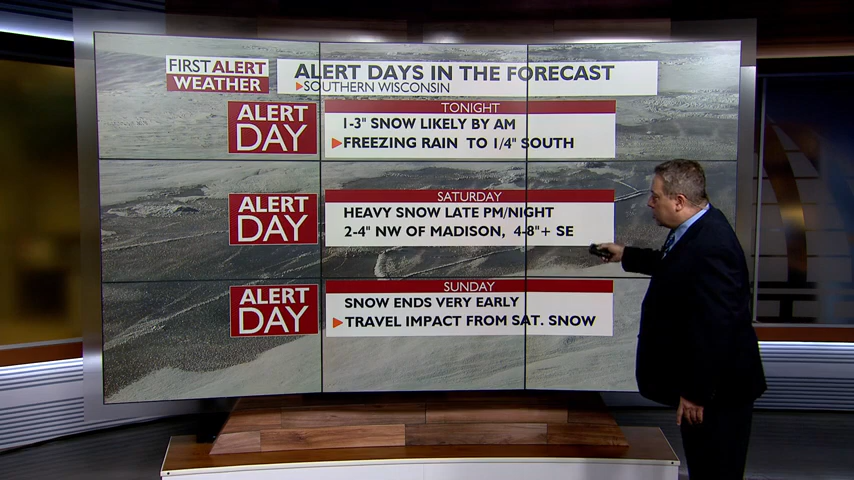 FIRST ALERT
WEATHER
ALERT DAYS IN THE FORECAST
SOUTHERN WISCONSIN
ALERT
DAY
TONIGHT
1-3" SNOW LIKELY BY AM
FREEZING RAIN TO 1/4" SOUTH
ALERT
DAY
SATURDAY
HEAVY SNOW LATE PM/NIGHT
2-4" NW OF MADISON, 4-8"+ SE
ALERT
DAY
SUNDAY
SNOW ENDS VERY EARLY
TRAVEL IMPACT FROM SAT. SNOW